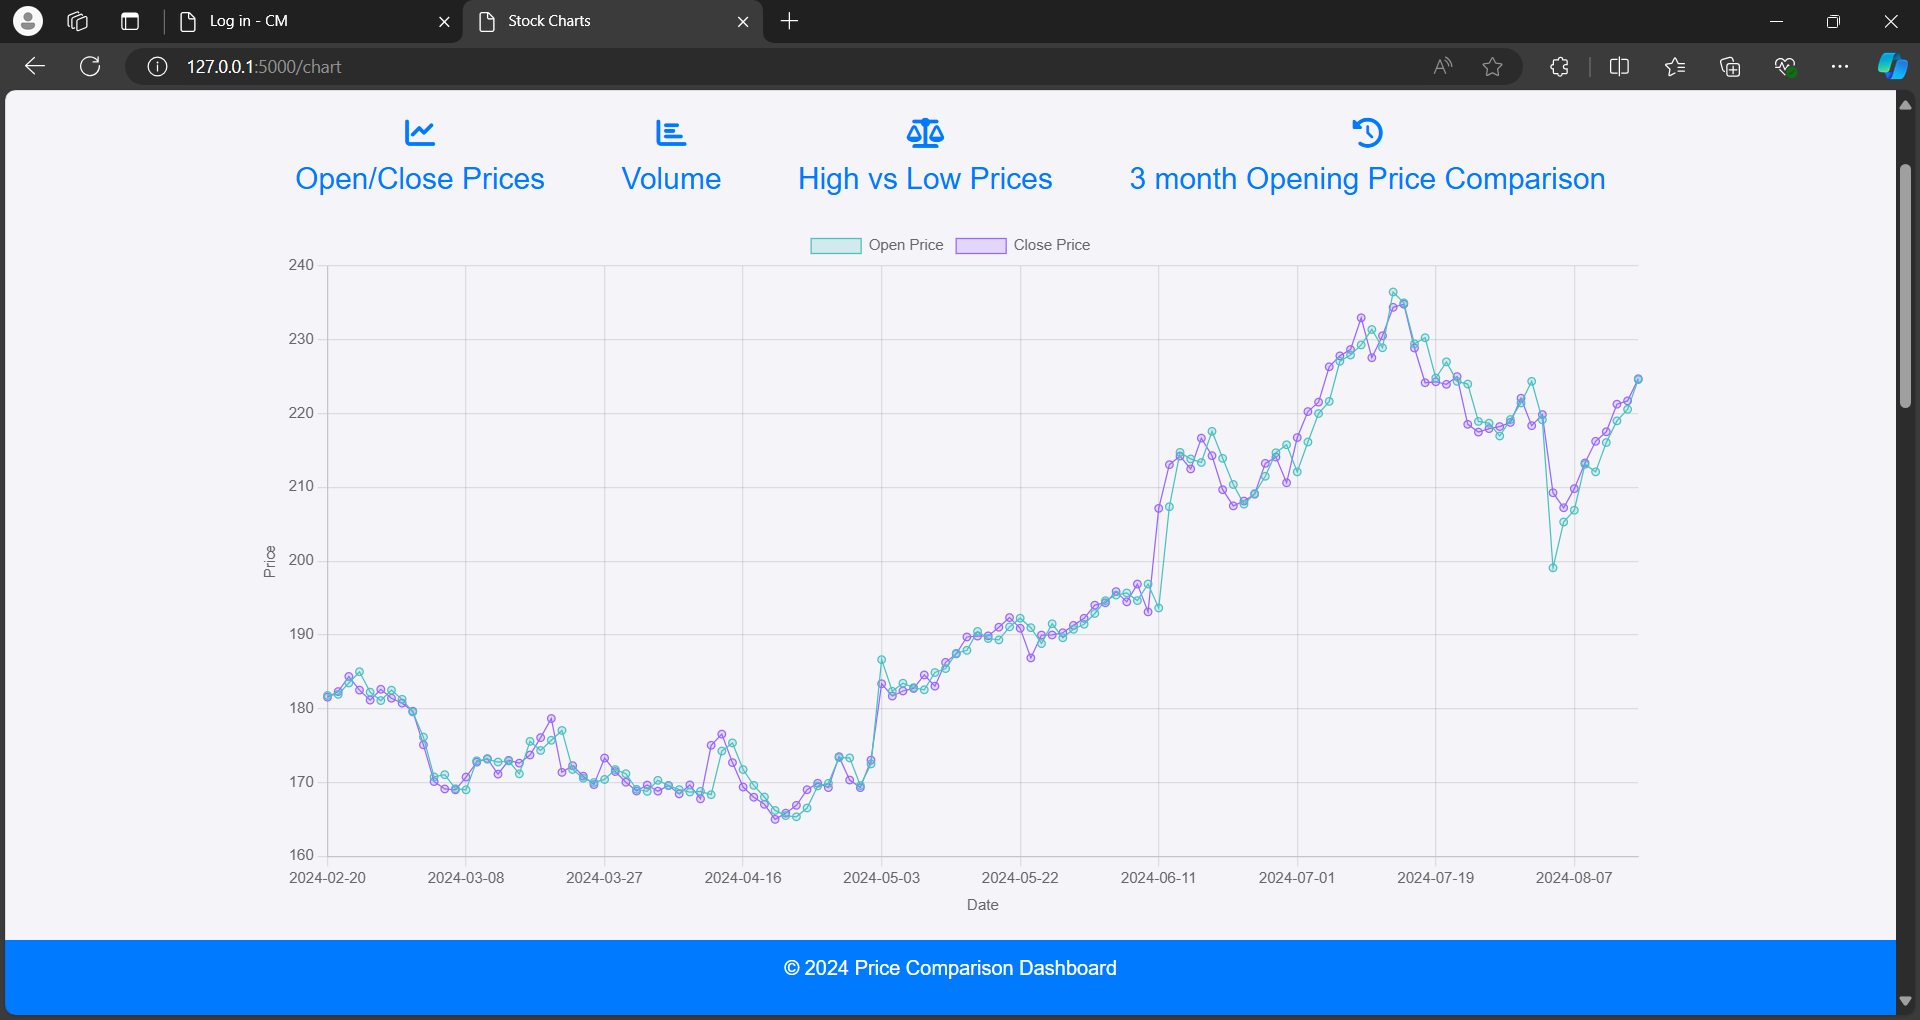 Log in - CM
Stock Charts
127.0.0.1:5000/chart
Open/Close Prices
Volume
High vs Low Prices
3 month Opening Price Comparison
Open Price
Close Price
240
230
220
210
200
190
180
170
160
Price
2024-02-20
2024-03-08
2024-03-27
2024-04-16
2024-05-03
2024-05-22
2024-06-11
2024-07-01
2024-07-19
2024-08-07
Date
© 2024 Price Comparison Dashboard